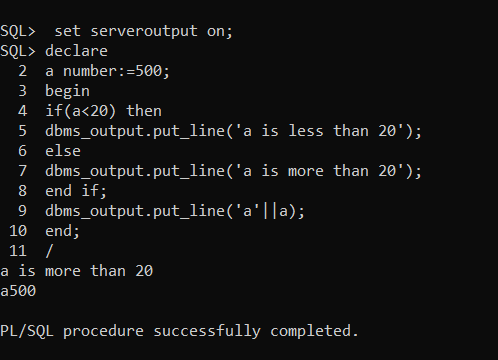 SQL>  set serveroutput on;
SQL> declare
  2  a number:=500;
  3  begin
  4  if(a<20) then
  5  dbms_output.put_line('a is less than 20');
  6  else
  7  dbms_output.put_line('a is more than 20');
  8  end if;
  9  dbms_output.put_line('a'||a);
 10  end;
 11  /
a is more than 20
a500
PL/SQL procedure successfully completed.